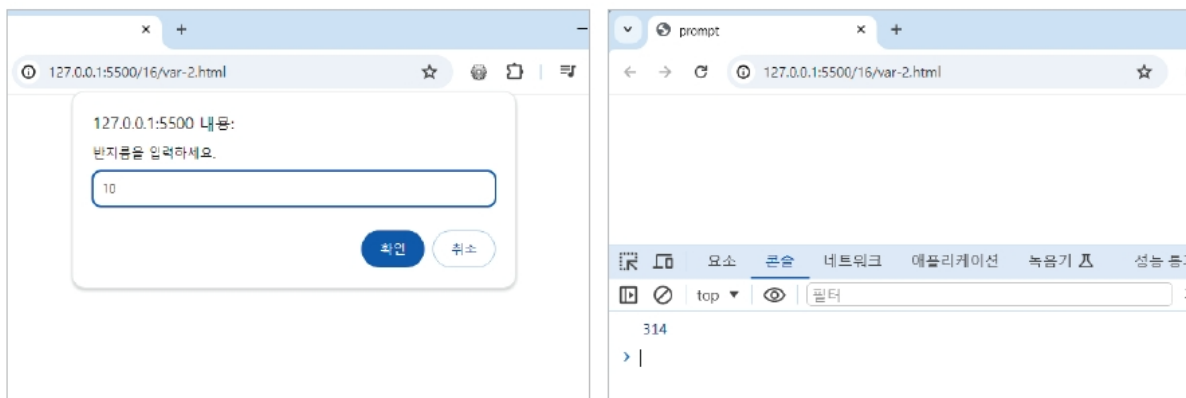 127.0.0.1:5500/16/var-2.html
127.0.0.1:5500 내용:
반지름을 입력하세요.
10
확인 취소
prompt
127.0.0.1:5500/16/var-2.html
요소 콘솔 네트워크 애플리케이션 녹음기 성능
top 필터
314